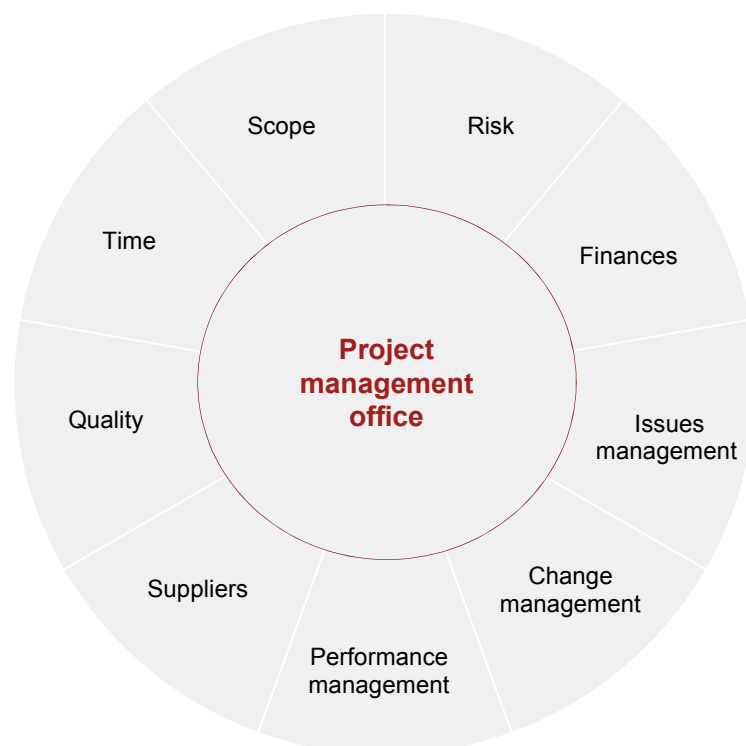 Scope
Risk
Time
Finances
Project
management
office
Quality
Issues
management
Suppliers
Change
management
Performance
management